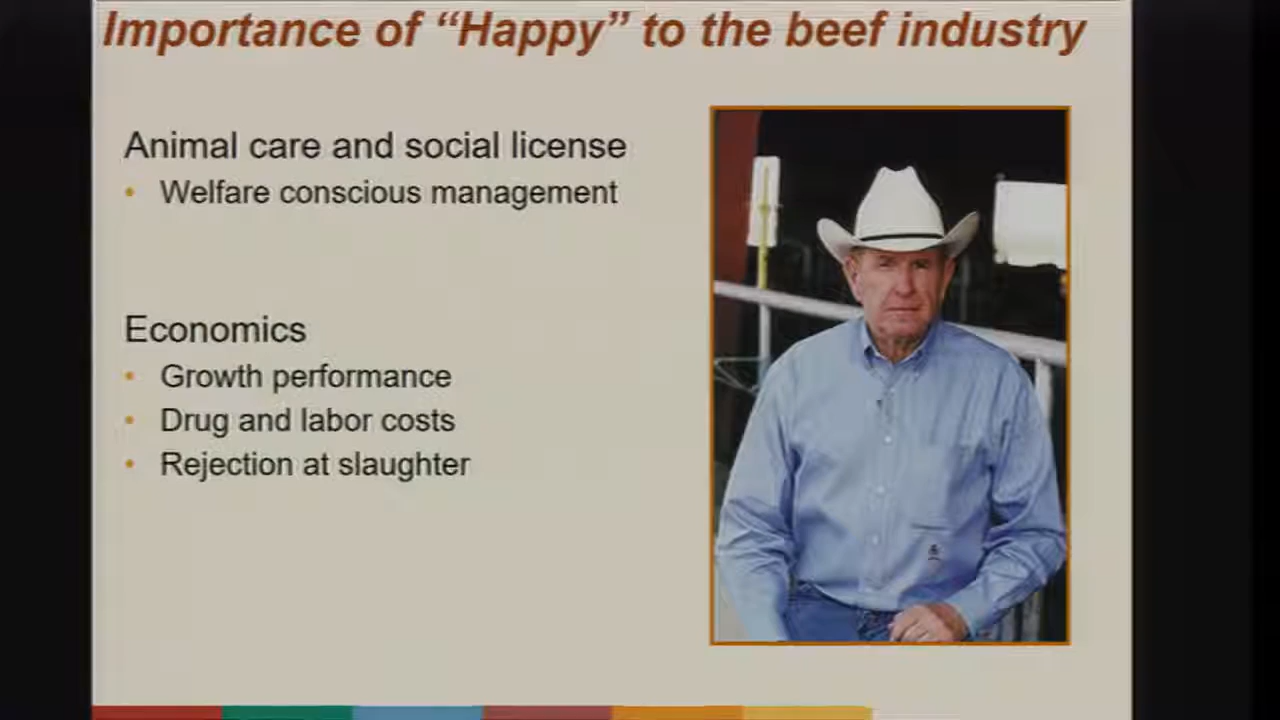 Importance of “Happy” to the beef industry
Animal care and social license
• Welfare conscious management
Economics
• Growth performance
• Drug and labor costs
• Rejection at slaughter